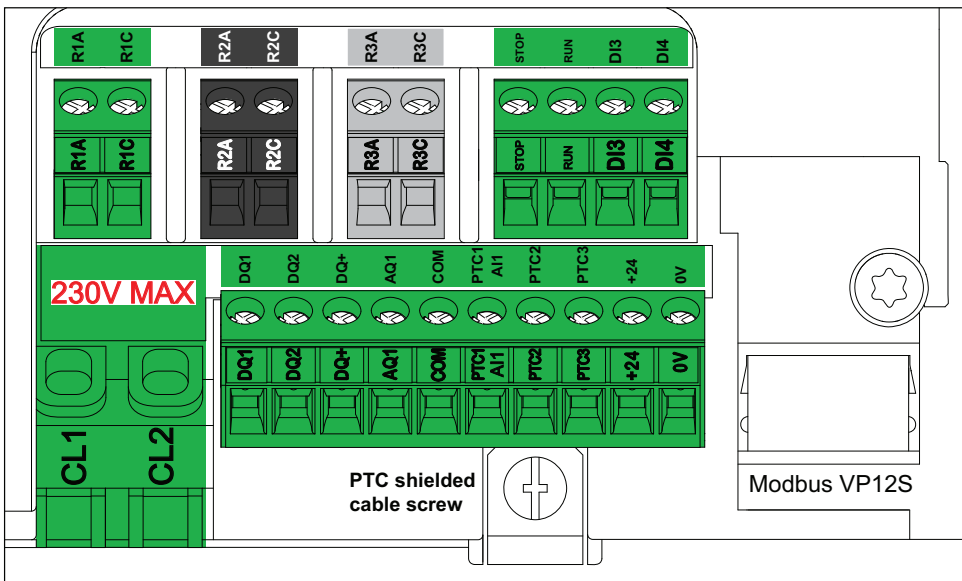 R1A R1C R2A R2C R3A R3C STOP RUN DI3 DI4
R1A R1C R2A R2C R3A R3C STOP RUN DI3 DI4
230V MAX
DQ1 DQ2 DQ+ AQ1 COM PTC1 AI1 PTC2 PTC3 +24 0V
DQ1 DQ2 DQ+ AQ1 COM PTC1 AI1 PTC2 PTC3 +24 0V
CL1 CL2
PTC shielded
cable screw
Modbus VP12S